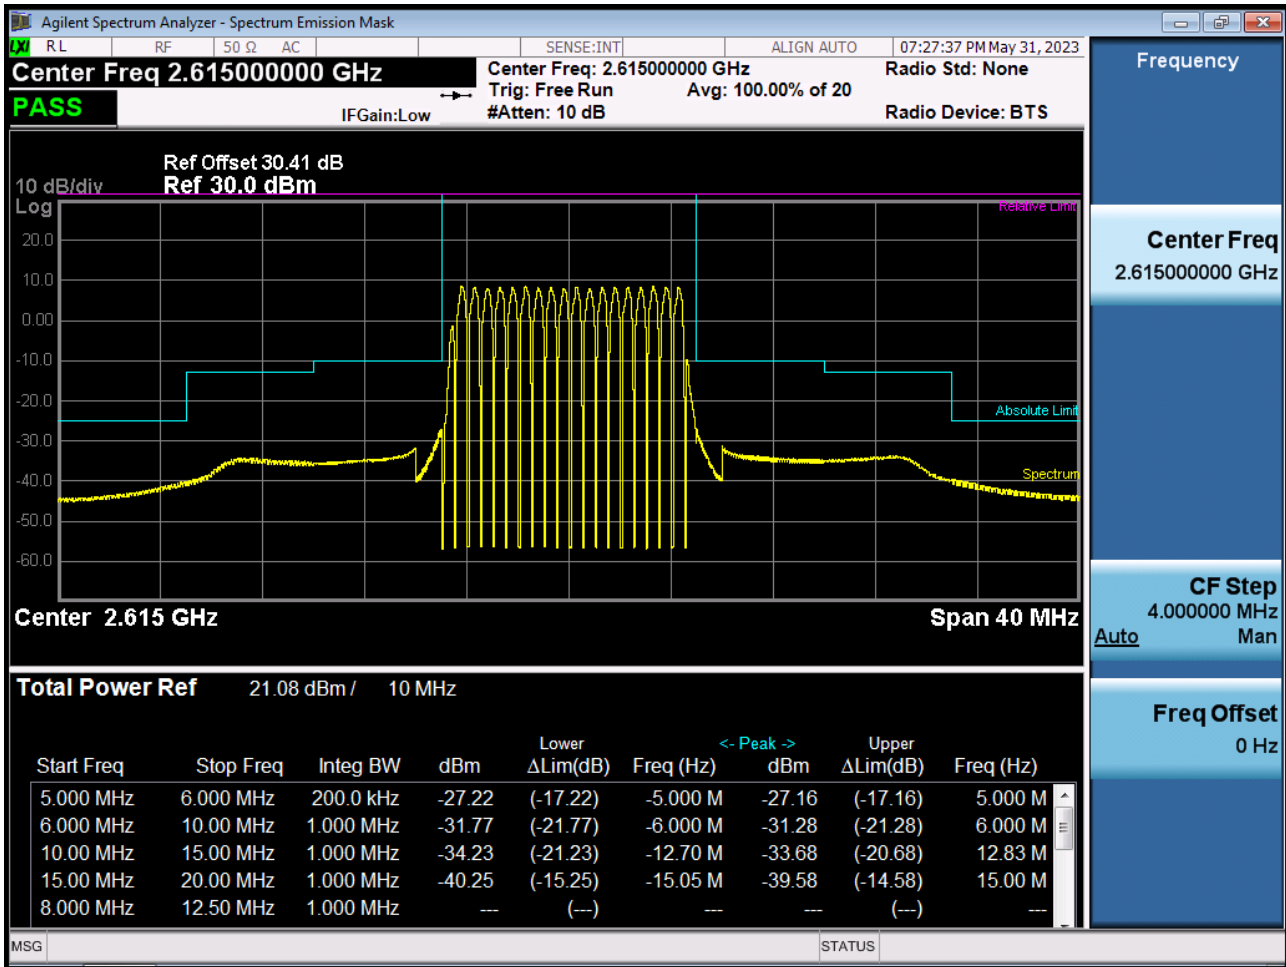 Agilent Spectrum Analyzer - Spectrum Emission Mask
LXI RL RF 50 Ω AC SENSE:INT ALIGN AUTO 07:27:37 PM May 31, 2023
Center Freq 2.615000000 GHz
Center Freq: 2.615000000 GHz Radio Std: None
Trig: Free Run Avg: 100.00% of 20
PASS
IFGain:Low #Atten: 10 dB Radio Device: BTS
Ref Offset 30.41 dB
10 dB/div Ref 30.0 dBm
Log
Relative Limit
20.0
10.0
0.00
-10.0
-20.0
Absolute Limit
-30.0
Spectrum
-40.0
-50.0
-60.0
Center 2.615 GHz Span 40 MHz
Total Power Ref 21.08 dBm / 10 MHz
Lower <- Peak -> Upper
Start Freq Stop Freq Integ BW dBm ΔLim(dB) Freq (Hz) dBm ΔLim(dB) Freq (Hz)
5.000 MHz 6.000 MHz 200.0 kHz -27.22 (-17.22) -5.000 M -27.16 (-17.16) 5.000 M
6.000 MHz 10.00 MHz 1.000 MHz -31.77 (-21.77) -6.000 M -31.28 (-21.28) 6.000 M
10.00 MHz 15.00 MHz 1.000 MHz -34.23 (-21.23) -12.70 M -33.68 (-20.68) 12.83 M
15.00 MHz 20.00 MHz 1.000 MHz -40.25 (-15.25) -15.05 M -39.58 (-14.58) 15.00 M
8.000 MHz 12.50 MHz 1.000 MHz --- (---) --- --- (---) ---
MSG STATUS
Frequency
Center Freq
2.615000000 GHz
CF Step
4.000000 MHz
Auto Man
Freq Offset
0 Hz